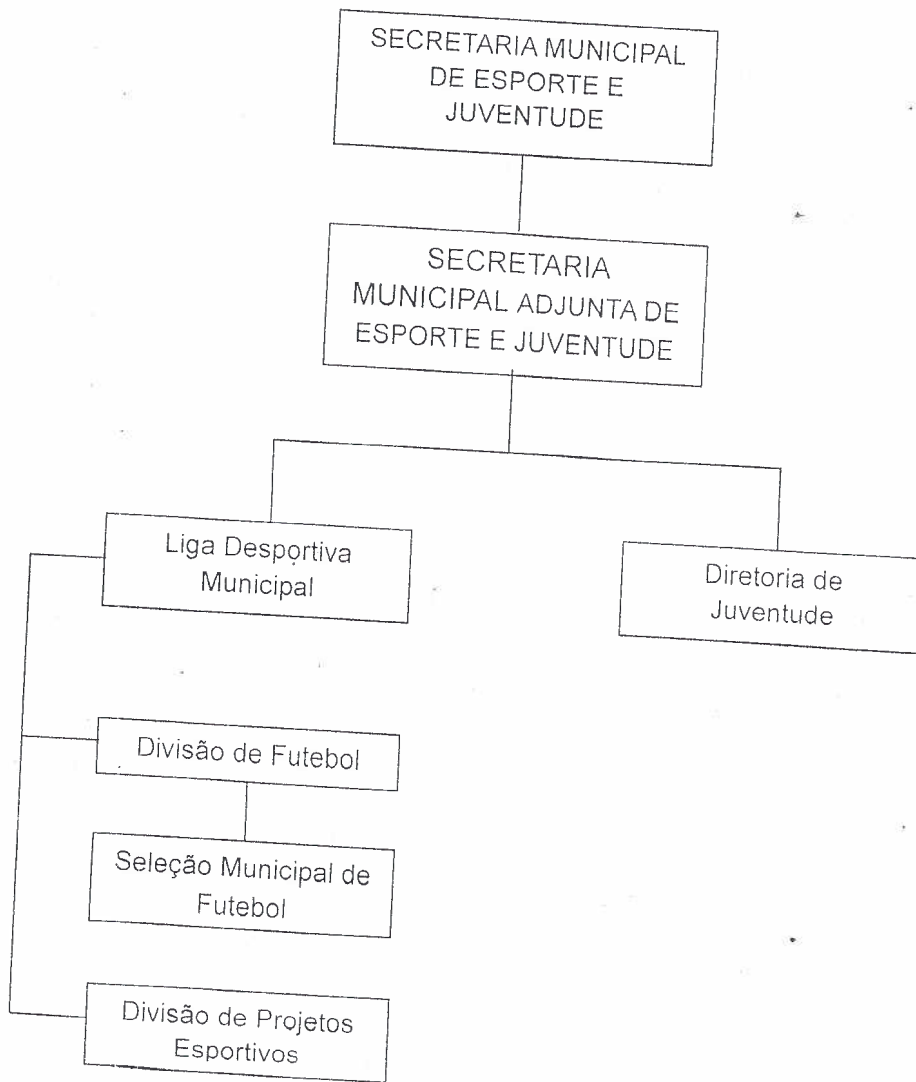 SECRETARIA MUNICIPAL
DE ESPORTE E
JUVENTUDE
SECRETARIA
MUNICIPAL ADJUNTA DE
ESPORTE E JUVENTUDE
Liga Desportiva
Municipal
Diretoria de
Juventude
Divisão de Futebol
Seleção Municipal de
Futebol
Divisão de Projetos
Esportivos